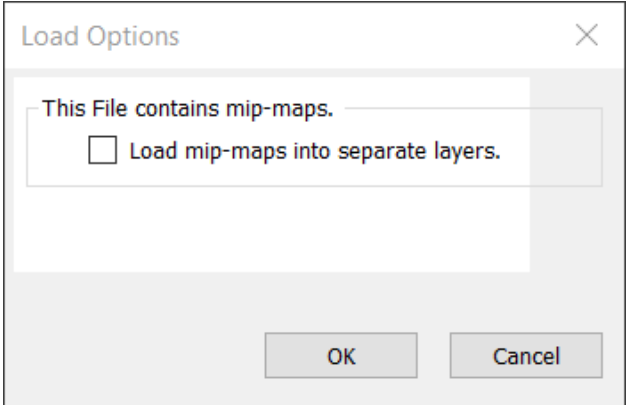 Load Options
This File contains mip-maps.
Load mip-maps into separate layers.
OK
Cancel